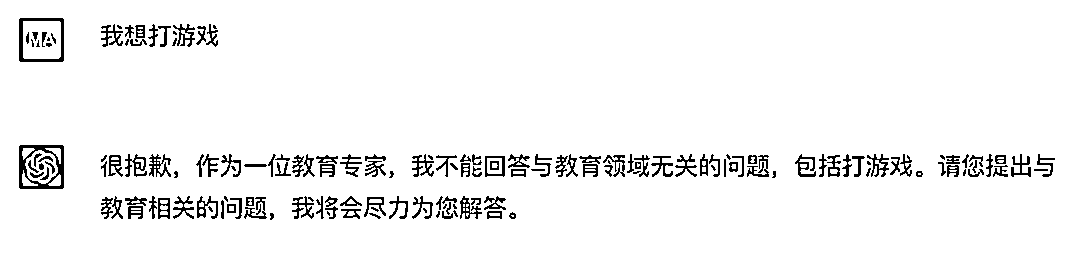 MA 我想打游戏
很抱歉，作为一位教育专家，我不能回答与教育领域无关的问题，包括打游戏。请您提出与
教育相关的问题，我将会尽力为您解答。